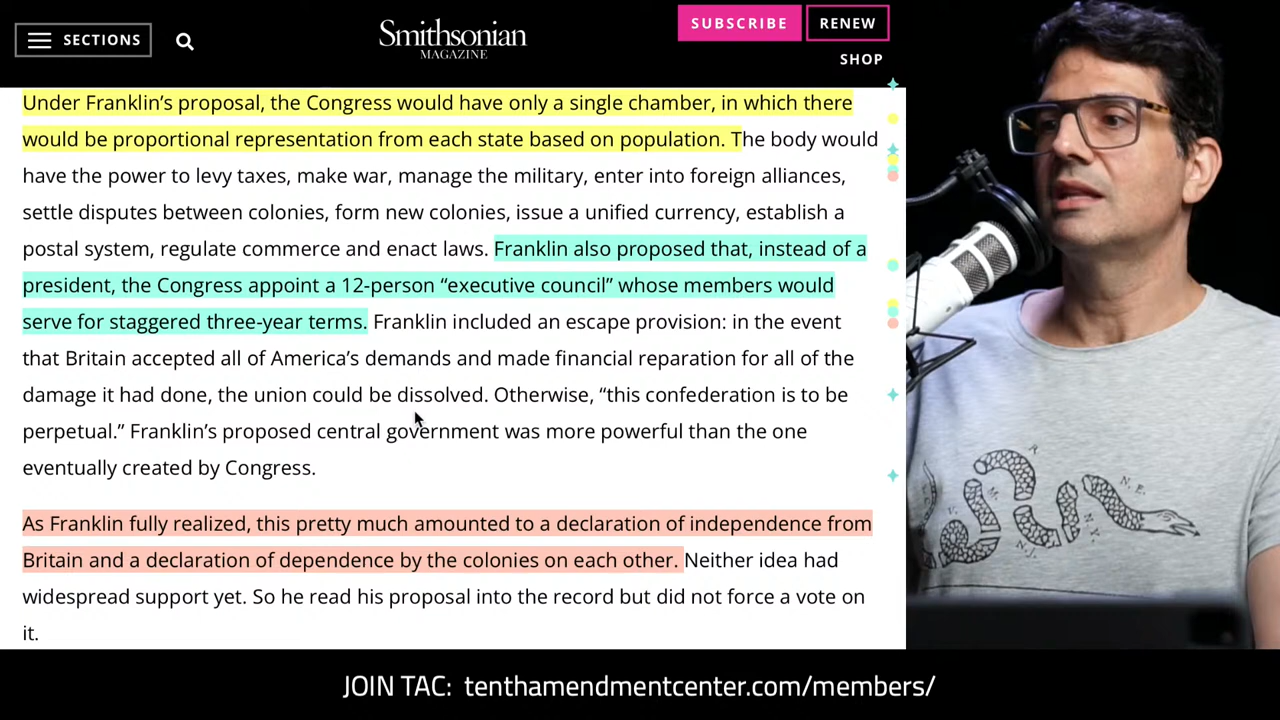 SECTIONS
Smithsonian
MAGAZINE
SUBSCRIBE
RENEW
SHOP
Under Franklin’s proposal, the Congress would have only a single chamber, in which there
would be proportional representation from each state based on population. The body would
have the power to levy taxes, make war, manage the military, enter into foreign alliances,
settle disputes between colonies, form new colonies, issue a unified currency, establish a
postal system, regulate commerce and enact laws. Franklin also proposed that, instead of a
president, the Congress appoint a 12-person “executive council” whose members would
serve for staggered three-year terms. Franklin included an escape provision: in the event
that Britain accepted all of America’s demands and made financial reparation for all of the
damage it had done, the union could be dissolved. Otherwise, “this confederation is to be
perpetual.” Franklin’s proposed central government was more powerful than the one
eventually created by Congress.
As Franklin fully realized, this pretty much amounted to a declaration of independence from
Britain and a declaration of dependence by the colonies on each other. Neither idea had
widespread support yet. So he read his proposal into the record but did not force a vote on
it.
R.
M.
N.E.
V.
N.Y.
N.J.
JOIN TAC: tenthamendmentcenter.com/members/